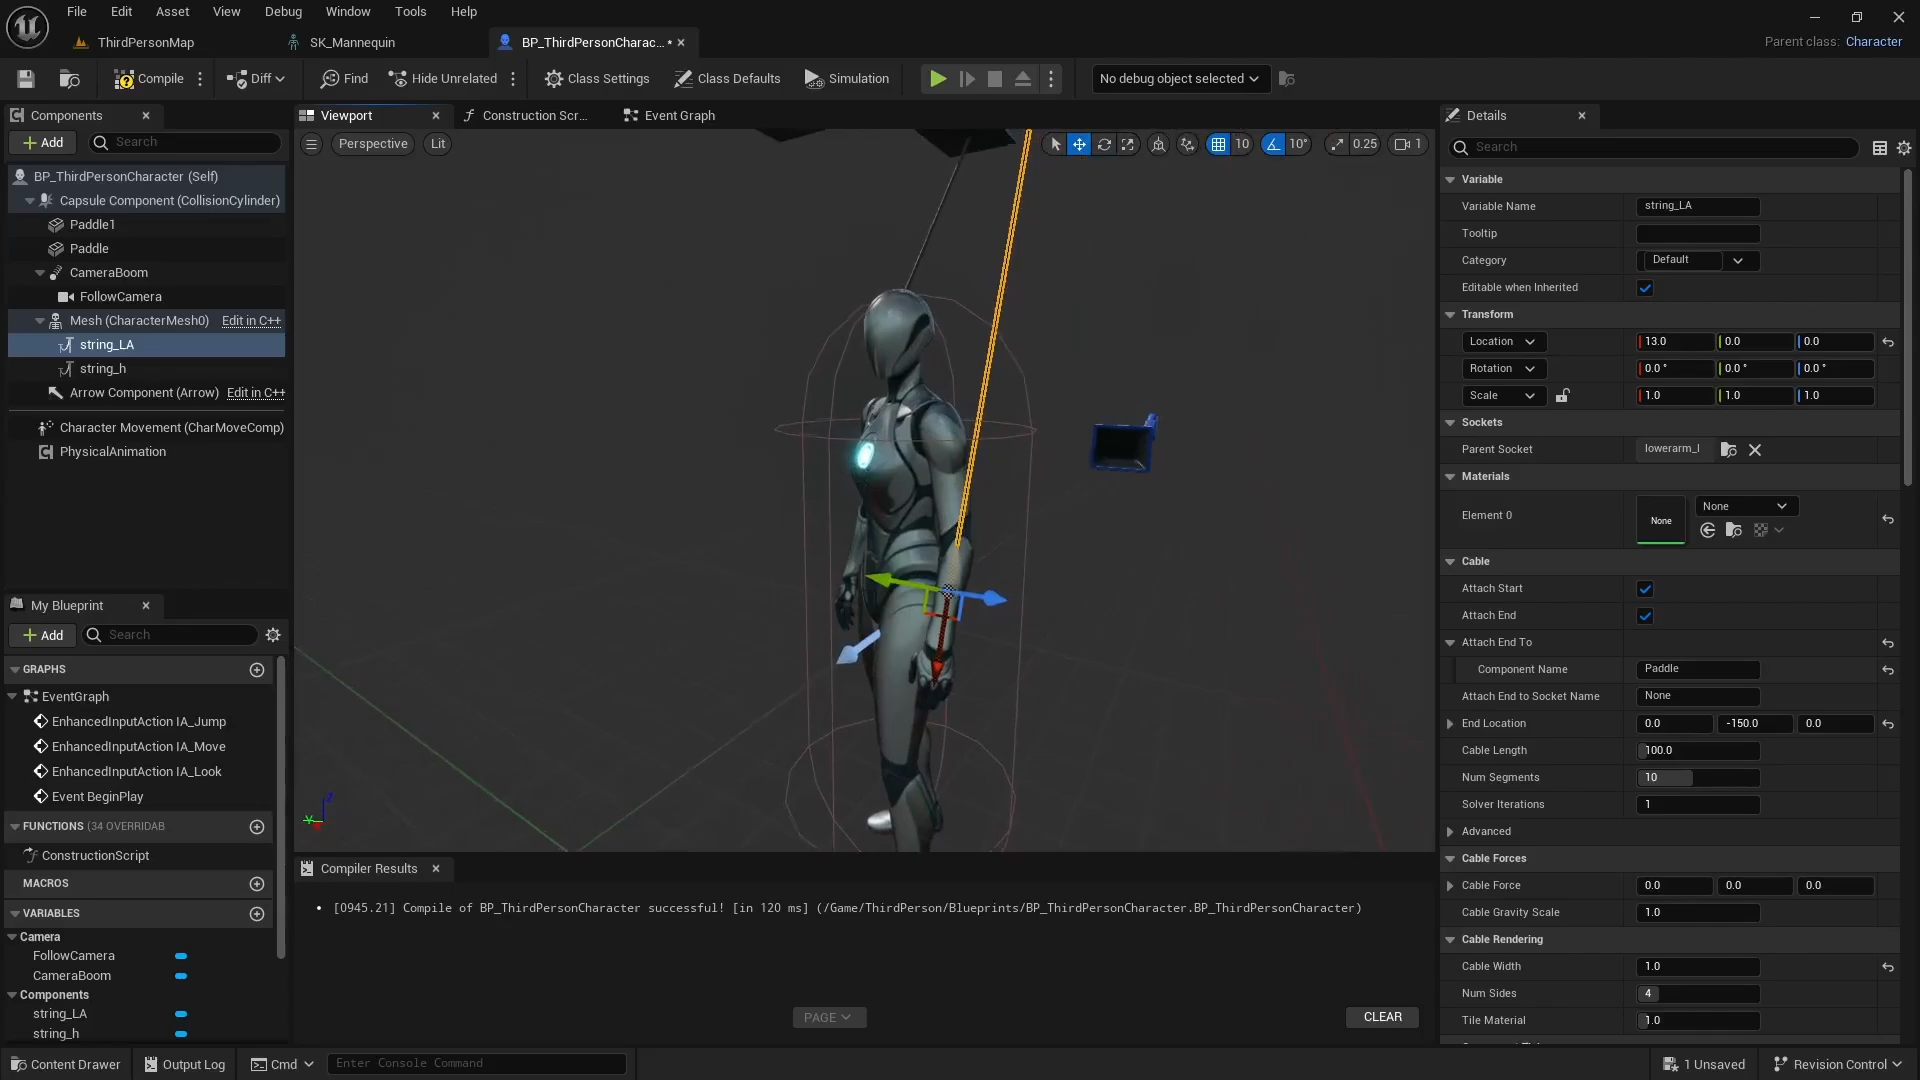 File Edit Asset View Debug Window Tools Help
ThirdPersonMap
SK_Mannequin
BP_ThirdPersonCharac... *
Parent class: Character
Compile
Diff
Find
Hide Unrelated
Class Settings
Class Defaults
Simulation
No debug object selected
Components
Add
Search
BP_ThirdPersonCharacter (Self)
Capsule Component (CollisionCylinder)
Paddle1
Paddle
CameraBoom
FollowCamera
Mesh (CharacterMesh0) Edit in C++
string_LA
string_h
Arrow Component (Arrow) Edit in C++
Character Movement (CharMoveComp)
PhysicalAnimation
My Blueprint
Add
Search
GRAPHS
EventGraph
EnhancedInputAction IA_Jump
EnhancedInputAction IA_Move
EnhancedInputAction IA_Look
Event BeginPlay
FUNCTIONS (34 OVERRIDAB
ConstructionScript
MACROS
VARIABLES
Camera
FollowCamera
CameraBoom
Components
string_LA
string_h
Viewport
Construction Scr...
Event Graph
Perspective
Lit
10
10°
0.25
1
Z
Y
Compiler Results
[0945.21] Compile of BP_ThirdPersonCharacter successful! [in 120 ms] (/Game/ThirdPerson/Blueprints/BP_ThirdPersonCharacter.BP_ThirdPersonCharacter)
PAGE
CLEAR
Details
Search
Variable
Variable Name string_LA
Tooltip
Category Default
Editable when Inherited
Transform
Location 13.0 0.0 0.0
Rotation 0.0 ° 0.0 ° 0.0 °
Scale 1.0 1.0 1.0
Sockets
Parent Socket lowerarm_l
Materials
Element 0 None None
Cable
Attach Start
Attach End
Attach End To
Component Name Paddle
Attach End to Socket Name None
End Location 0.0 -150.0 0.0
Cable Length 100.0
Num Segments 10
Solver Iterations 1
Advanced
Cable Forces
Cable Force 0.0 0.0 0.0
Cable Gravity Scale 1.0
Cable Rendering
Cable Width 1.0
Num Sides 4
Tile Material 1.0
Content Drawer
Output Log
Cmd
Enter Console Command
1 Unsaved
Revision Control